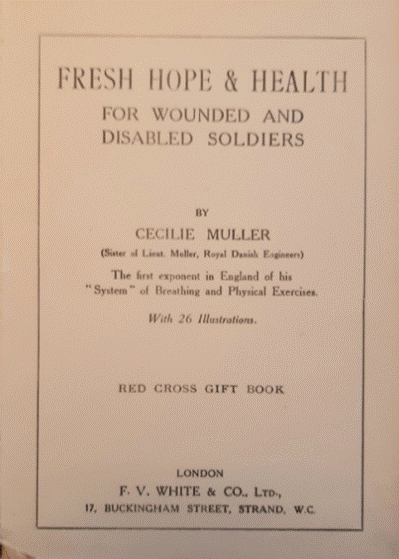 FRESH HOPE & HEALTH
FOR WOUNDED AND
DISABLED SOLDIERS
BY
CECILIE MULLER
(Sister of Lieut. Muller, Royal Danish Engineers)
The first exponent in England of his
"System" of Breathing and Physical Exercises.
With 26 Illustrations.
RED CROSS GIFT BOOK
LONDON
F. V. WHITE & CO., LTD.,
17, BUCKINGHAM STREET, STRAND, W.C.